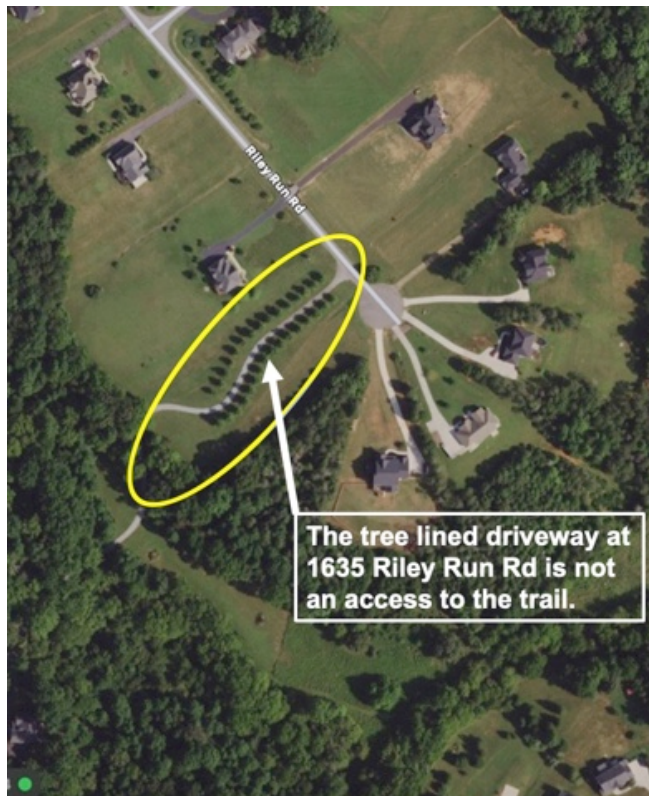 Riley Run Rd
The tree lined driveway at
1635 Riley Run Rd is not
an access to the trail.